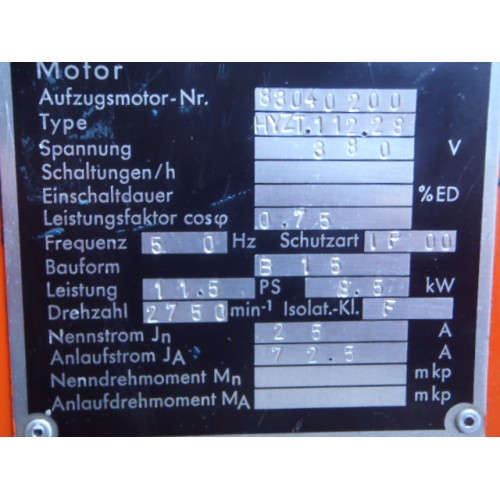 Motor
Aufzugsmotor-Nr. 83040200
Type HYZT.112.28
Spannung 380 V
Schaltungen/h
Einschaltdauer %ED
Leistungsfaktor cosφ 0.75
Frequenz 50 Hz Schutzart IP 00
Bauform B 15
Leistung 11.5 PS 8.5 kW
Drehzahl 2750 min-1 Isolat.-Kl. F
Nennstrom Jn 25 A
Anlaufstrom JA 72.5 A
Nenndrehmoment Mn mkp
Anlaufdrehmoment MA mkp